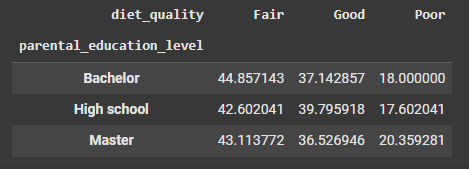 diet_quality Fair Good Poor
parental_education_level
Bachelor 44.857143 37.142857 18.000000
High school 42.602041 39.795918 17.602041
Master 43.113772 36.526946 20.359281